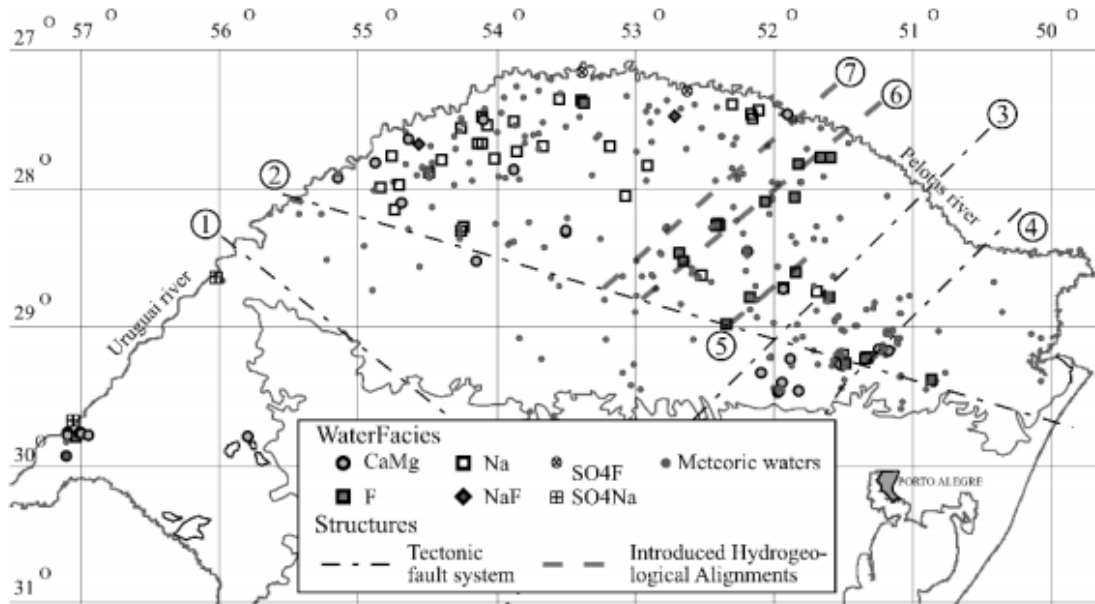 57 O 56 O 55 O 54 O 53 O 52 O 51 O 50 O
27 O
7
6
3
28 O
2
Pelotas river
1
4
Uruguai river
29 O
5
WaterFacies
CaMg Na SO4F Meteoric waters
F NaF SO4Na
PORTO ALEGRE
30 O
Structures
Tectonic fault system
Introduced Hydrogeo-
logical Alignments
31 O